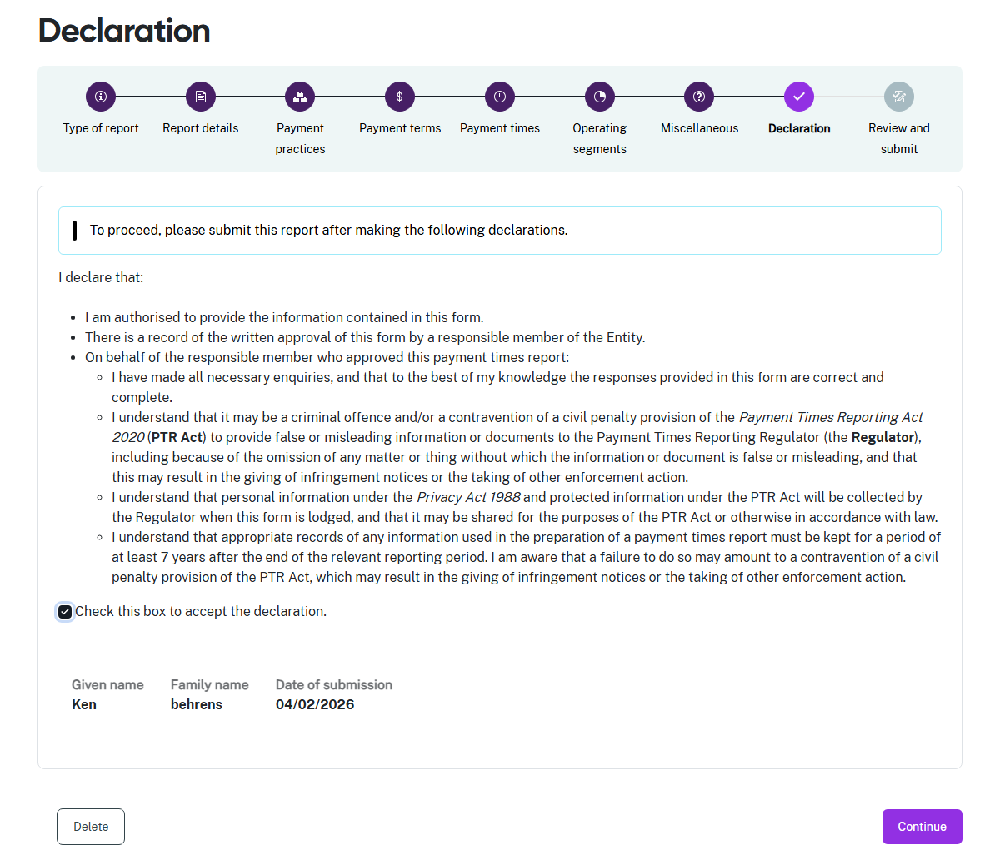 Declaration
Type of report
Report details
Payment
practices
Payment terms
Payment times
Operating
segments
Miscellaneous
Declaration
Review and
submit
To proceed, please submit this report after making the following declarations.
I declare that:
I am authorised to provide the information contained in this form.
There is a record of the written approval of this form by a responsible member of the Entity.
On behalf of the responsible member who approved this payment times report:
I have made all necessary enquiries, and that to the best of my knowledge the responses provided in this form are correct and
complete.
I understand that it may be a criminal offence and/or a contravention of a civil penalty provision of the Payment Times Reporting Act
2020 (PTR Act) to provide false or misleading information or documents to the Payment Times Reporting Regulator (the Regulator),
including because of the omission of any matter or thing without which the information or document is false or misleading, and that
this may result in the giving of infringement notices or the taking of other enforcement action.
I understand that personal information under the Privacy Act 1988 and protected information under the PTR Act will be collected by
the Regulator when this form is lodged, and that it may be shared for the purposes of the PTR Act or otherwise in accordance with law.
I understand that appropriate records of any information used in the preparation of a payment times report must be kept for a period of
at least 7 years after the end of the relevant reporting period. I am aware that a failure to do so may amount to a contravention of a civil
penalty provision of the PTR Act, which may result in the giving of infringement notices or the taking of other enforcement action.
Check this box to accept the declaration.
Given name
Ken
Family name
behrens
Date of submission
04/02/2026
Delete
Continue